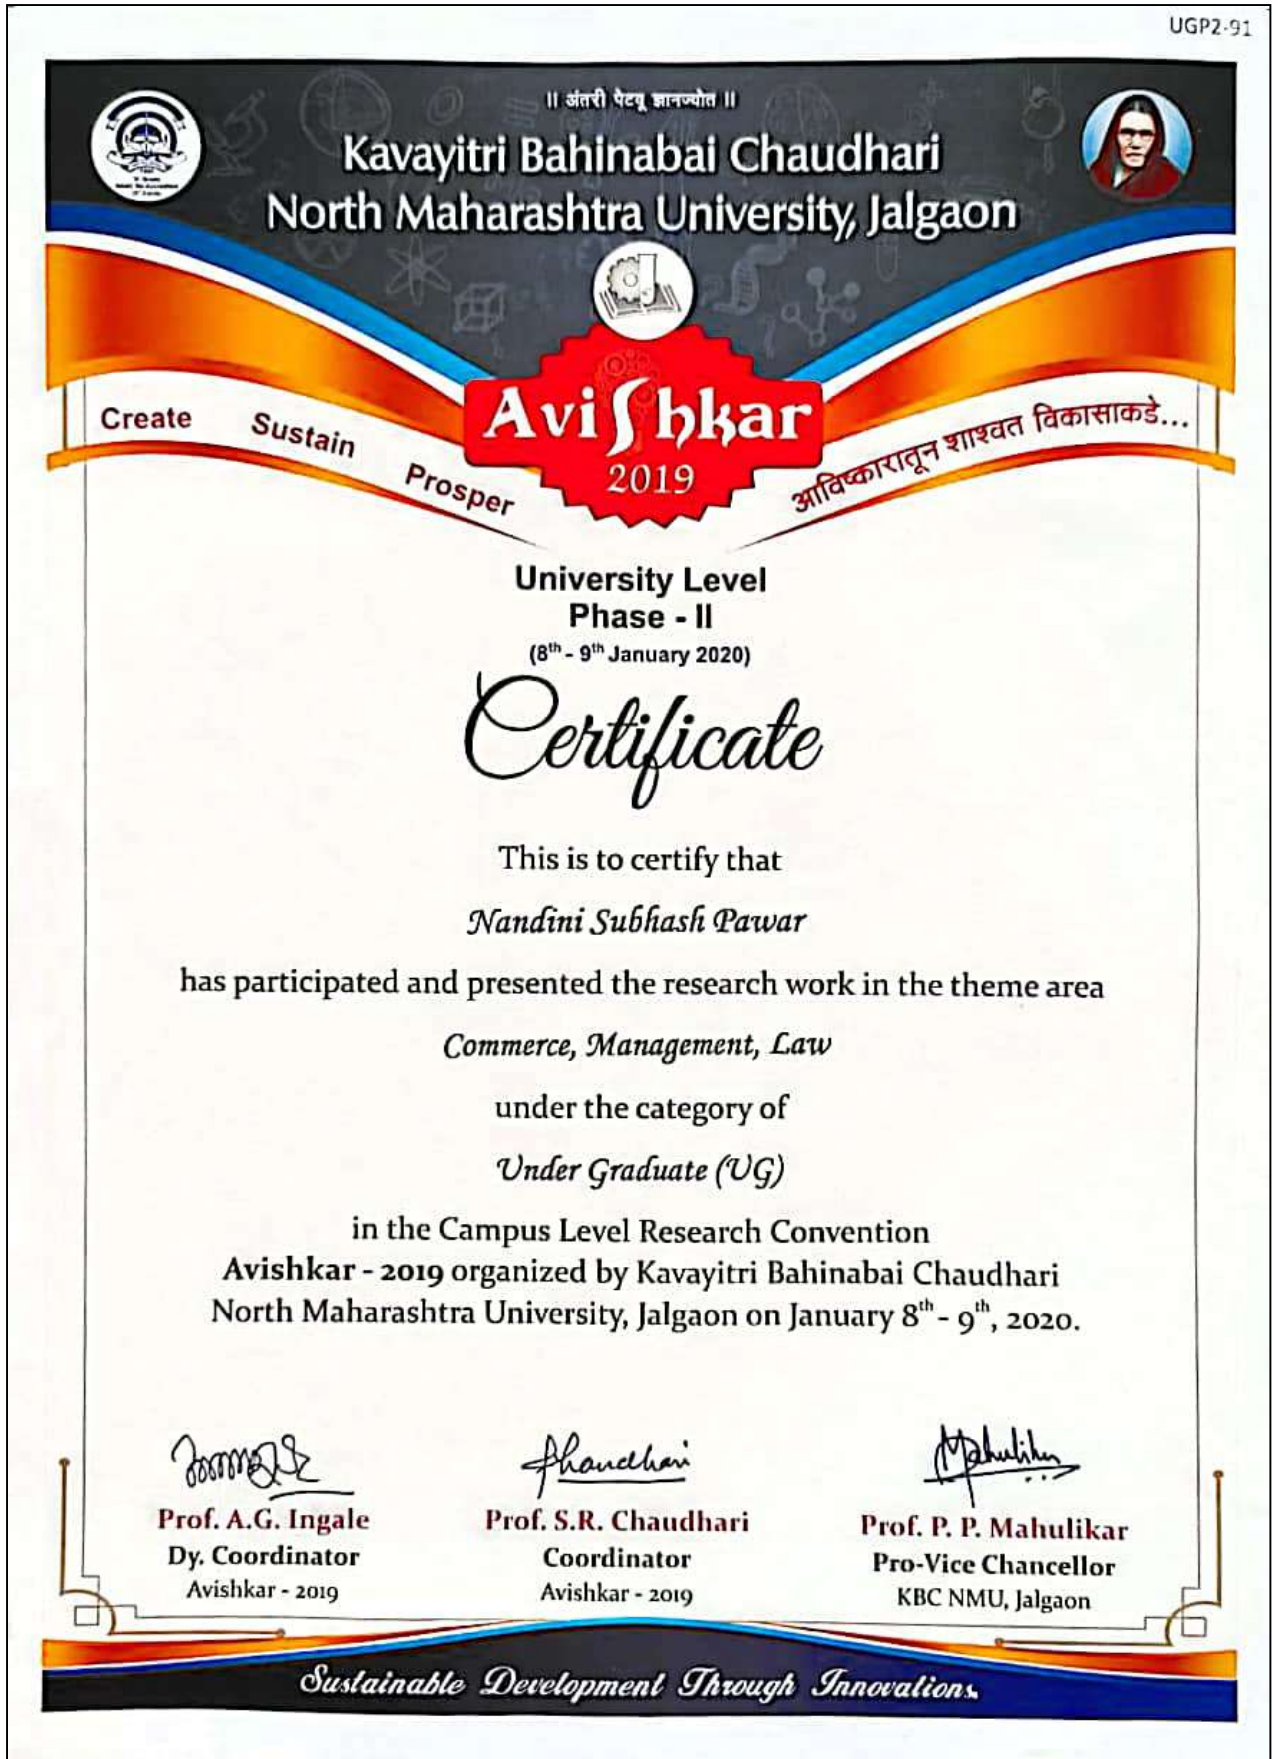 UGP2-91
॥ अंतरी पेटवू ज्ञानज्योत ॥
Kavayitri Bahinabai Chaudhari
North Maharashtra University, Jalgaon
AviShkar
2019
Create Sustain Prosper
आविष्कारातून शाश्वत विकासाकडे...
University Level
Phase - II
(8th - 9th January 2020)
Certificate
This is to certify that
Nandini Subhash Pawar
has participated and presented the research work in the theme area
Commerce, Management, Law
under the category of
Under Graduate (UG)
in the Campus Level Research Convention
Avishkar - 2019 organized by Kavayitri Bahinabai Chaudhari
North Maharashtra University, Jalgaon on January 8th - 9th, 2020.
Chaudhari
Mahulikar
Prof. A.G. Ingale
Dy. Coordinator
Avishkar - 2019
Prof. S.R. Chaudhari
Coordinator
Avishkar - 2019
Prof. P. P. Mahulikar
Pro-Vice Chancellor
KBC NMU, Jalgaon
Sustainable Development Through Innovations.